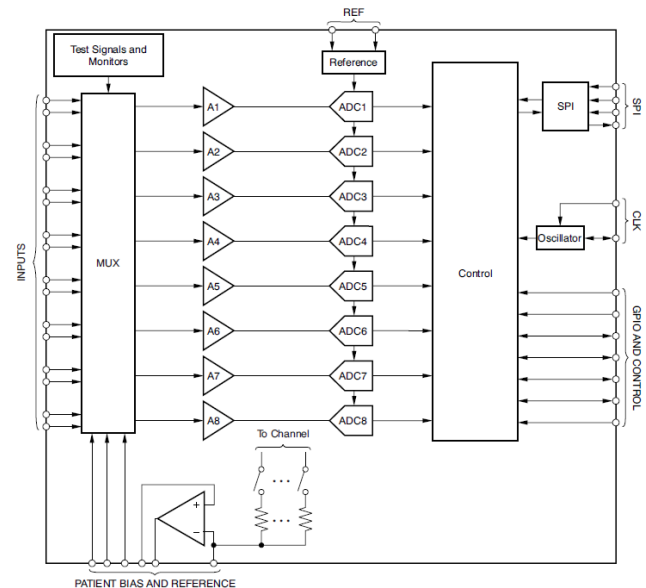 REF
Test Signals and
Monitors
Reference
A1
ADC1
SPI
SPI
A2
ADC2
A3
ADC3
CLK
A4
ADC4
Oscillator
INPUTS
MUX
Control
A5
ADC5
A6
ADC6
GPIO AND CONTROL
A7
ADC7
A8
ADC8
To Channel
+
−
PATIENT BIAS AND REFERENCE